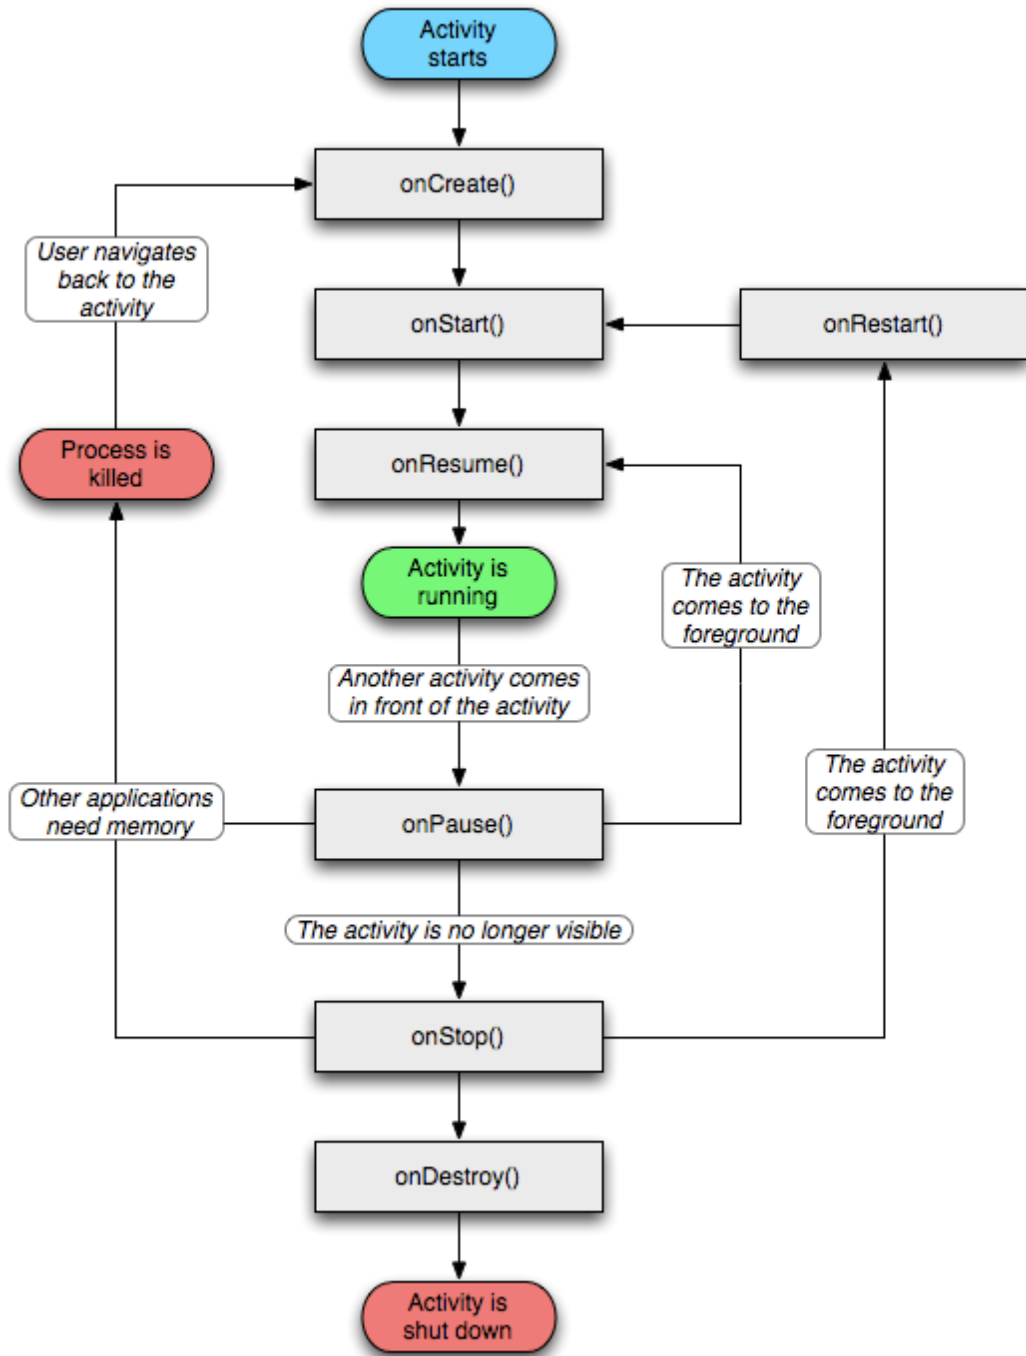 Activity
starts
onCreate()
User navigates
back to the
activity
onStart()
onRestart()
Process is
killed
onResume()
Activity is
running
The activity
comes to the
foreground
Another activity comes
in front of the activity
Other applications
need memory
onPause()
The activity
comes to the
foreground
The activity is no longer visible
onStop()
onDestroy()
Activity is
shut down